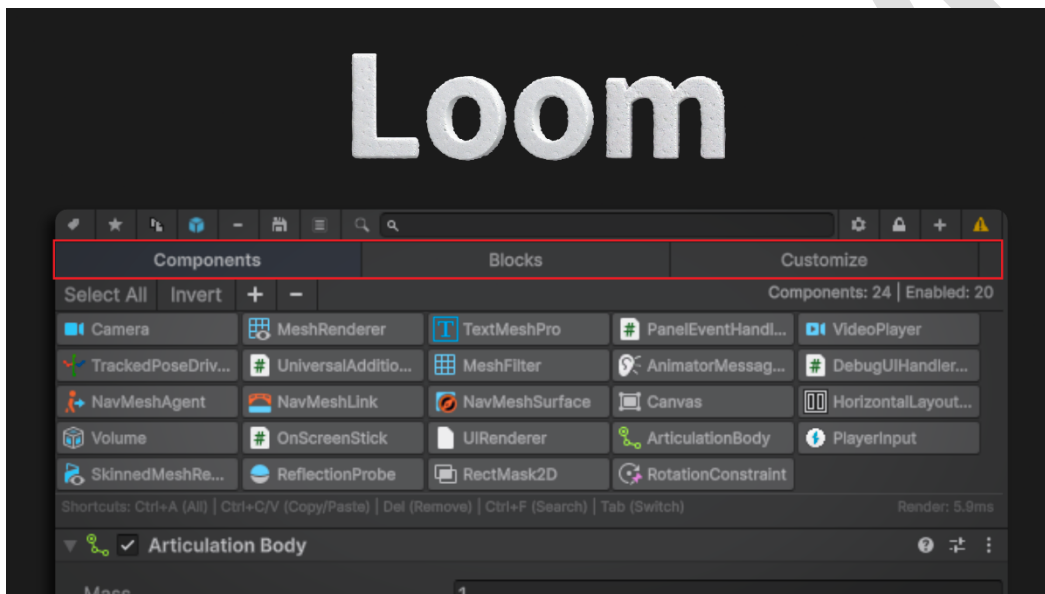 Loom
Components Blocks Customize
Select All Invert + − Components: 24 | Enabled: 20
Camera MeshRenderer TextMeshPro PanelEventHandl... VideoPlayer
TrackedPoseDriv... UniversalAdditio... MeshFilter AnimatorMessag... DebugUIHandler...
NavMeshAgent NavMeshLink NavMeshSurface Canvas HorizontalLayout...
Volume OnScreenStick UIRenderer ArticulationBody PlayerInput
SkinnedMeshRe... ReflectionProbe RectMask2D RotationConstraint
Shortcuts: Ctrl+A (All) | Ctrl+C/V (Copy/Paste) | Del (Remove) | Ctrl+F (Search) | Tab (Switch) Render: 5.9ms
Articulation Body
Mass 1